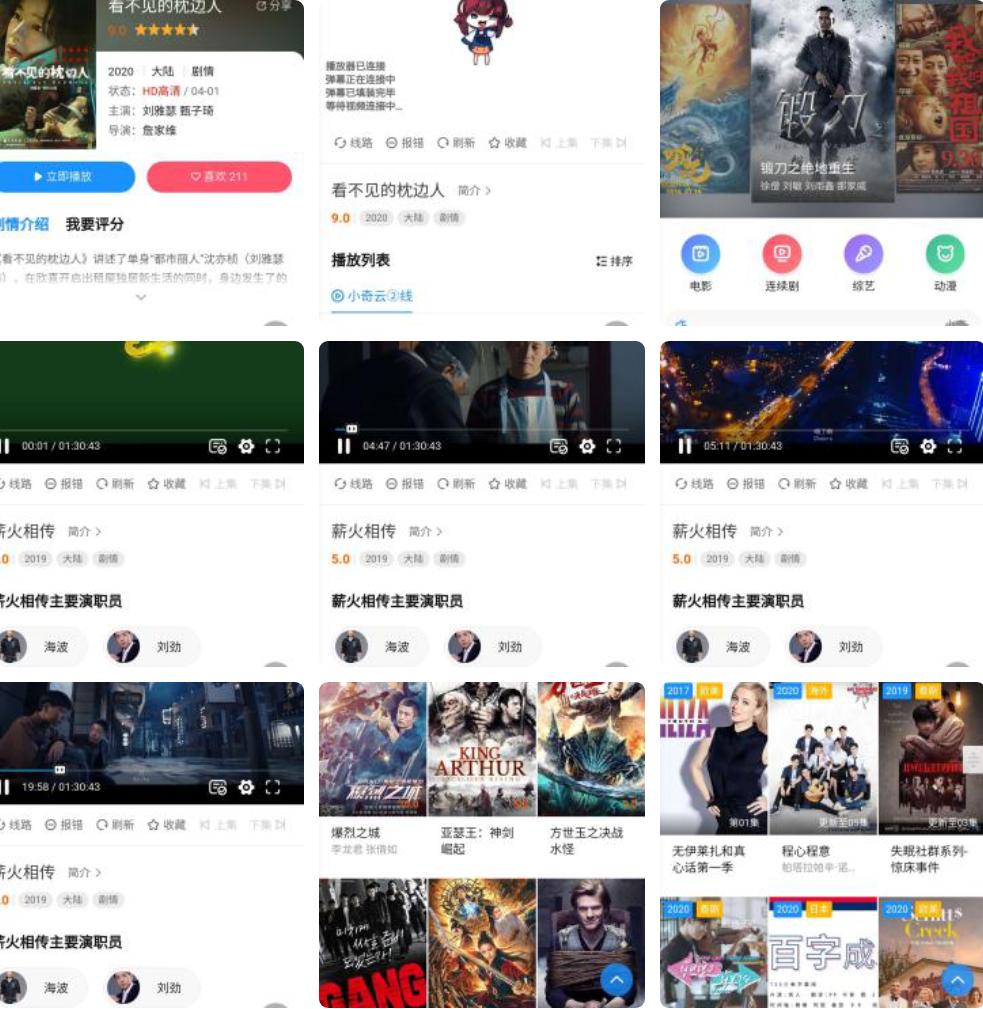 看不见的枕边人
分享
9.0
看不见的枕边人
2020 大陆 剧情
状态：HD高清 / 04-01
主演：刘雅瑟 甄子琦
导演：詹家维
立即播放
喜欢 211
剧情介绍 我要评分
《看不见的枕边人》讲述了单身“都市丽人”沈亦桢（刘雅瑟
），在欣喜开启出租屋独居新生活的同时，身边发生了的
播放器已连接
弹幕正在连接中
弹幕已填装完毕
等待视频连接中...
线路 报错 刷新 收藏 上集 下集
看不见的枕边人 简介
9.0 2020 大陆 剧情
播放列表 排序
小奇云②线
锻刀
我和我的祖国
9.30
锻刀之绝地重生
徐僧 刘敏 刘雨鑫 邵家威
电影 连续剧 综艺 动漫
00:01 / 01:30:43
线路 报错 刷新 收藏 上集 下集
薪火相传 简介
.0 2019 大陆 剧情
薪火相传主要演职员
海波 刘劲
04:47 / 01:30:43
线路 报错 刷新 收藏 上集 下集
薪火相传 简介
5.0 2019 大陆 剧情
薪火相传主要演职员
海波 刘劲
05:11 / 01:30:43
线路 报错 刷新 收藏 上集 下集
薪火相传 简介
5.0 2019 大陆 剧情
薪火相传主要演职员
海波 刘劲
19:58 / 01:30:43
线路 报错 刷新 收藏 上集 下集
薪火相传 简介
.0 2019 大陆 剧情
薪火相传主要演职员
海波 刘劲
KING
ARTHUR
爆烈之城
李龙君 张倩如
亚瑟王：神剑
崛起
方世玉之决战
水怪
GANG
2017 欧美
2020 海外
2019 泰剧
第01集
更新至05集
更新至03集
无伊莱扎和真
心话第一季
程心程意
帕塔拉帕辛·诺...
失眠社群系列-
惊床事件
2020 泰剧
2020 日本
2020 欧美
百字成
Creek